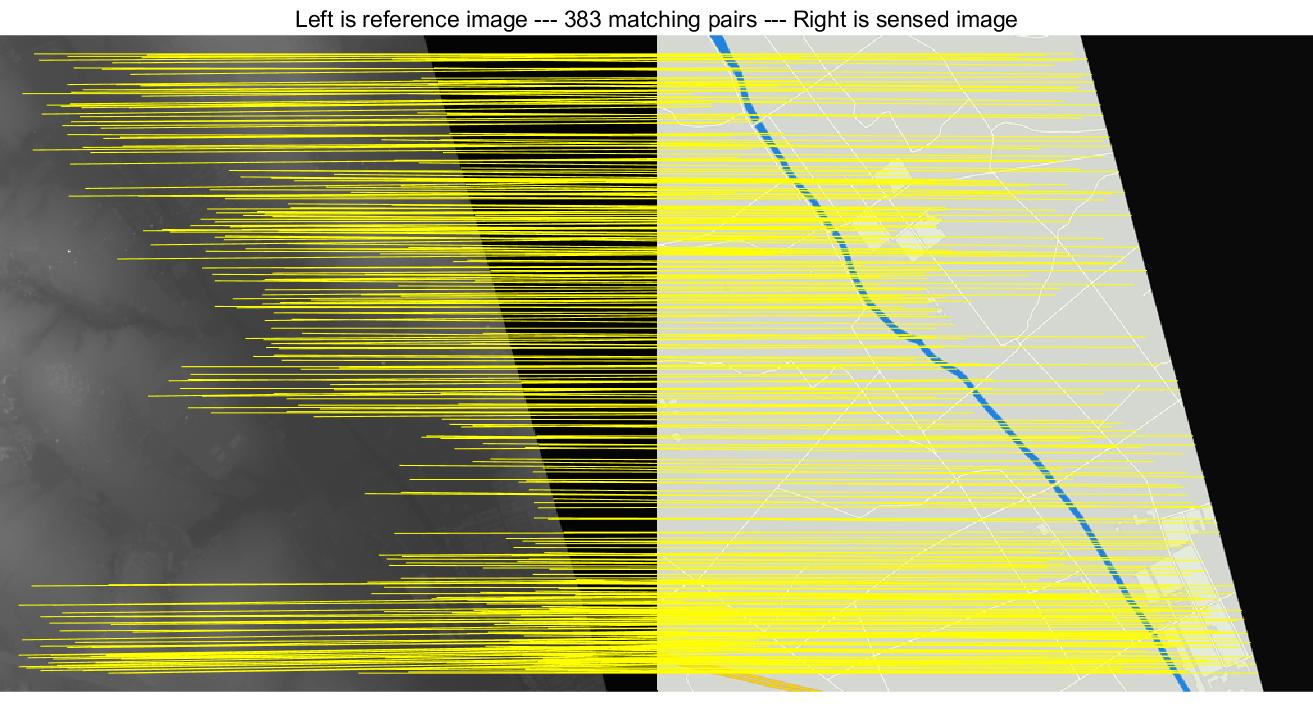 Left is reference image --- 383 matching pairs --- Right is sensed image